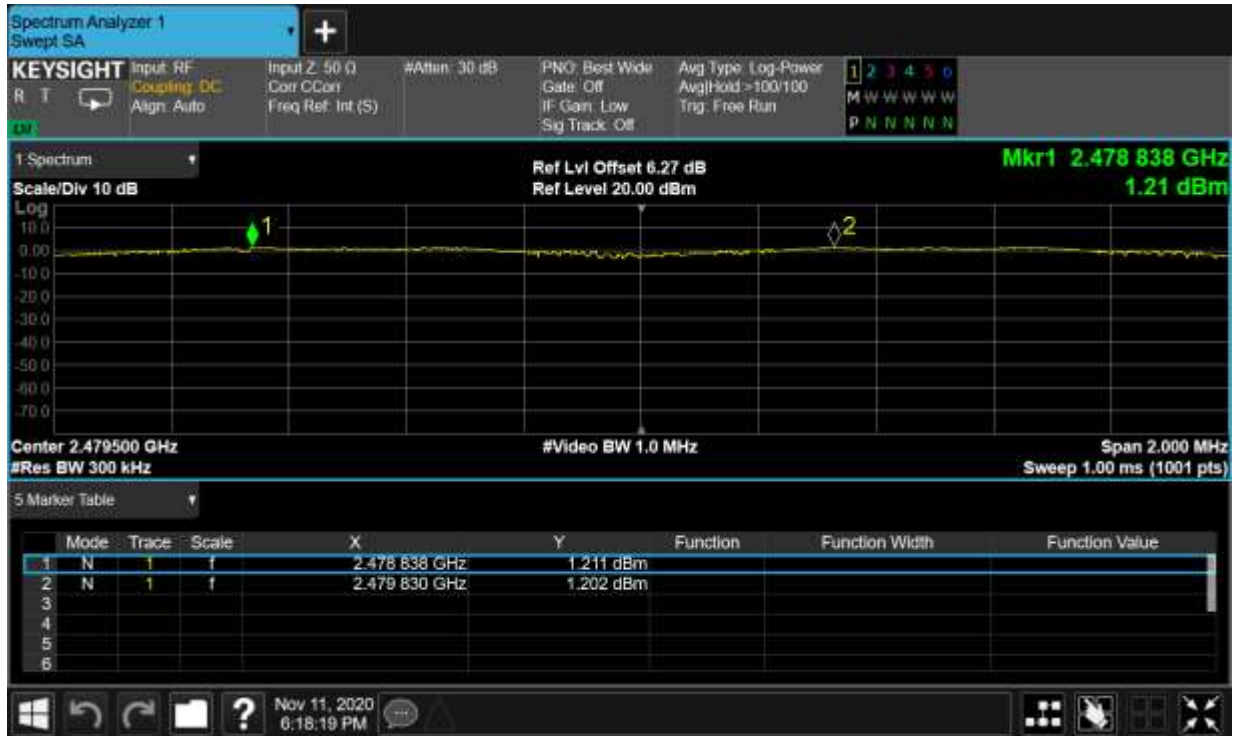 Spectrum Analyzer 1
Swept SA
KEYSIGHT Input: RF Input Z: 50 Ω #Atten: 30 dB PNO: Best Wide Avg Type: Log-Power 1 2 3 4 5 6
R T Coupling: DC Corr CCorr Gate: Off Avg|Hold >100/100 M W W W W W
Align: Auto Freq Ref: Int (S) IF Gain: Low Trig: Free Run
Sig Track: Off P N N N N N
1 Spectrum Mkr1 2.478 838 GHz
Ref Lvl Offset 6.27 dB
Scale/Div 10 dB Ref Level 20.00 dBm 1.21 dBm
Log
10.0 1 2
0.00
-10.0
-20.0
-30.0
-40.0
-50.0
-60.0
-70.0
Center 2.479500 GHz #Video BW 1.0 MHz Span 2.000 MHz
#Res BW 300 kHz Sweep 1.00 ms (1001 pts)
5 Marker Table
Mode Trace Scale X Y Function Function Width Function Value
1 N 1 f 2.478 838 GHz 1.211 dBm
2 N 1 f 2.479 830 GHz 1.202 dBm
3
4
5
6
? Nov 11, 2020
6:18:19 PM